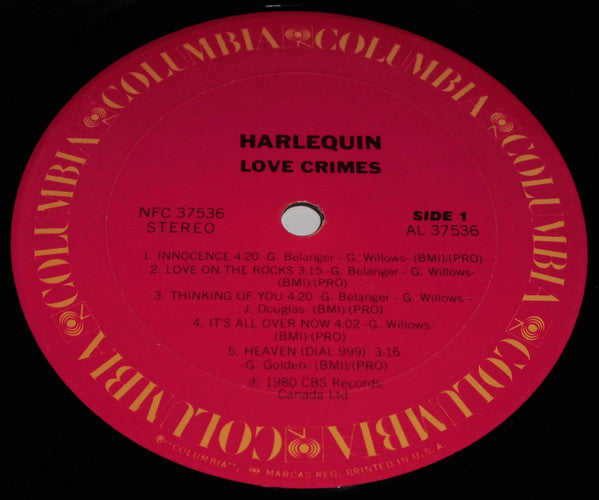 COLUMBIA COLUMBIA COLUMBIA COLUMBIA COLUMBIA COLUMBIA
HARLEQUIN
LOVE CRIMES
NFC 37536
STEREO
SIDE 1
AL 37536
1. INNOCENCE 4:20 -G. Belanger - G. Willows- (BMI)/(PRO)
2. LOVE ON THE ROCKS 3:15 -G. Belanger - G. Willows-
(BMI)/(PRO)
3. THINKING OF YOU 4:20 -G. Belanger - G. Willows -
J. Douglas- (BMI)/(PRO)
4. IT'S ALL OVER NOW 4:02 -G. Willows-
(BMI)/(PRO)
5. HEAVEN (DIAL 999) 3:16
-G. Golden- (BMI)/(PRO)
℗ 1980 CBS Records
Canada Ltd.
® "COLUMBIA", MARCAS REG. PRINTED IN U.S.A.